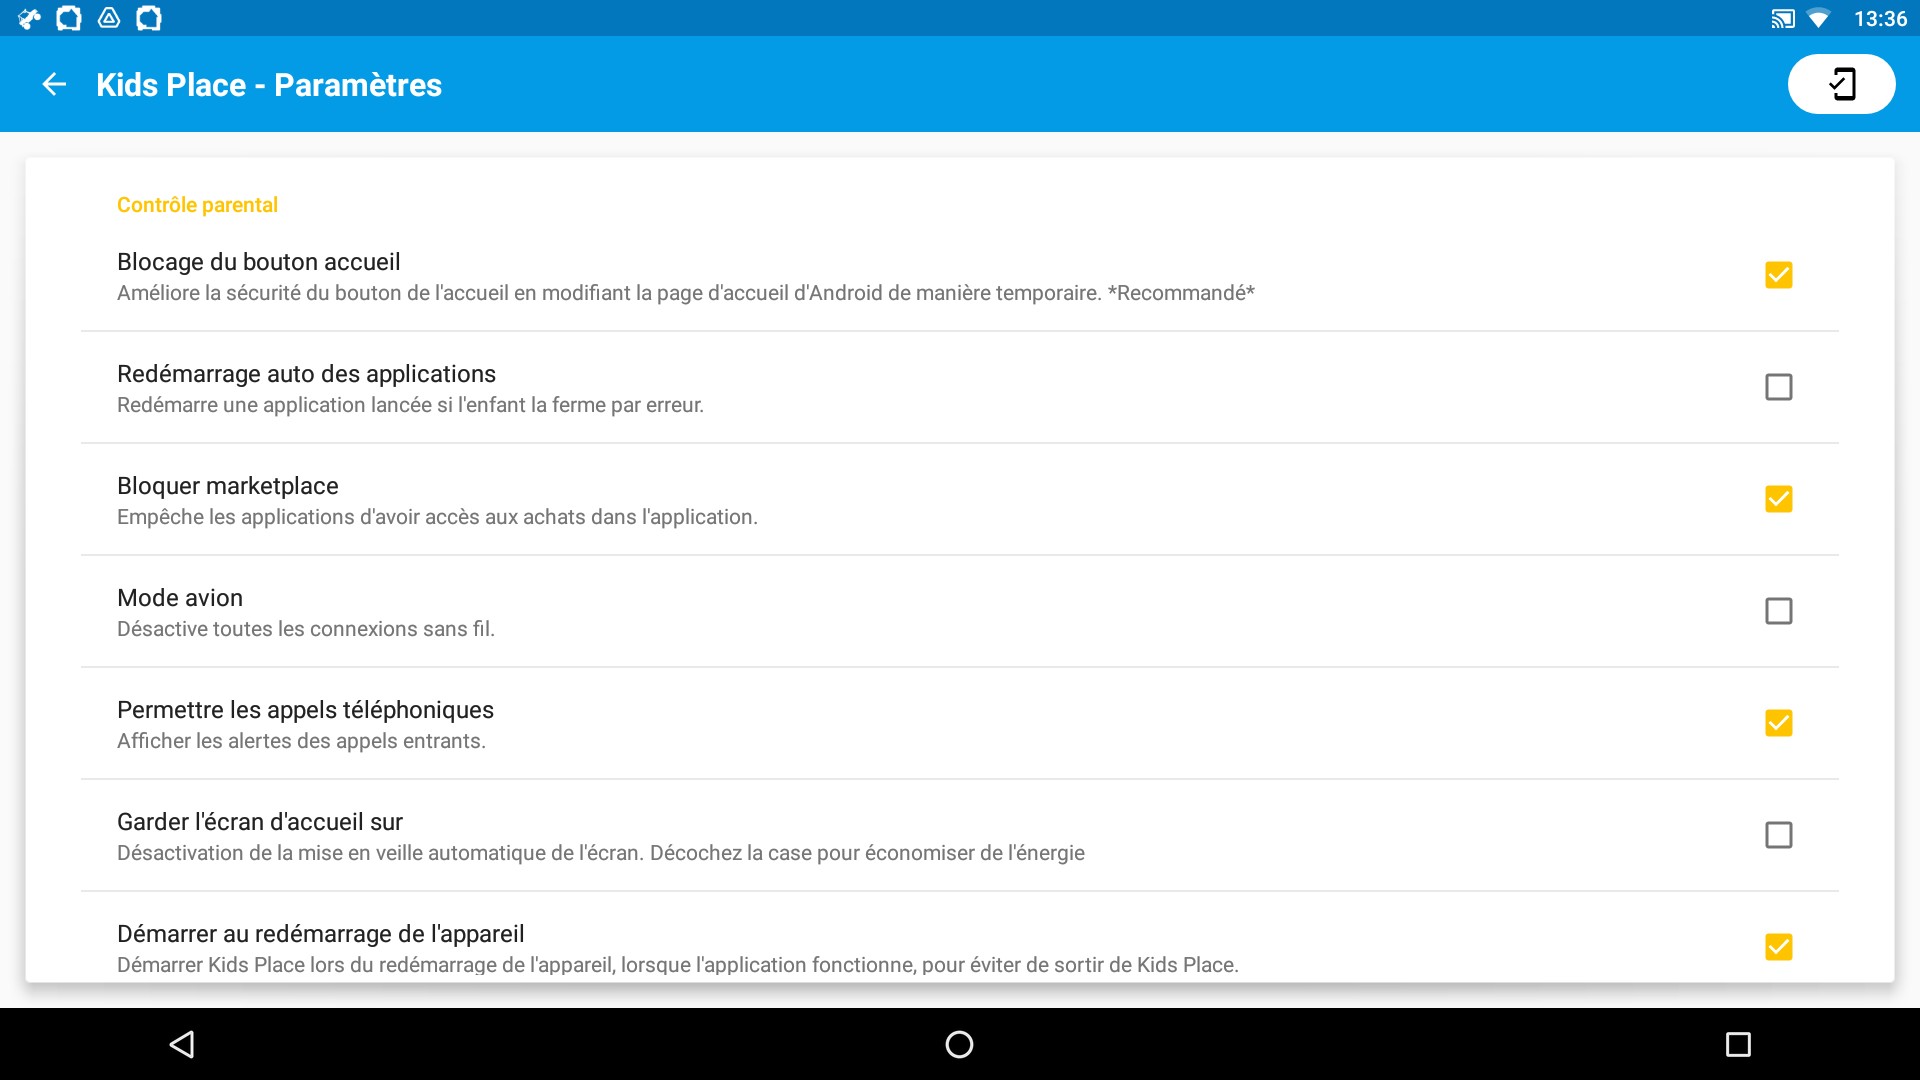 13:36
Kids Place - Paramètres
Contrôle parental
Blocage du bouton accueil
Améliore la sécurité du bouton de l'accueil en modifiant la page d'accueil d'Android de manière temporaire. *Recommandé*
Redémarrage auto des applications
Redémarre une application lancée si l'enfant la ferme par erreur.
Bloquer marketplace
Empêche les applications d'avoir accès aux achats dans l'application.
Mode avion
Désactive toutes les connexions sans fil.
Permettre les appels téléphoniques
Afficher les alertes des appels entrants.
Garder l'écran d'accueil sur
Désactivation de la mise en veille automatique de l'écran. Décochez la case pour économiser de l'énergie
Démarrer au redémarrage de l'appareil
Démarrer Kids Place lors du redémarrage de l'appareil, lorsque l'application fonctionne, pour éviter de sortir de Kids Place.